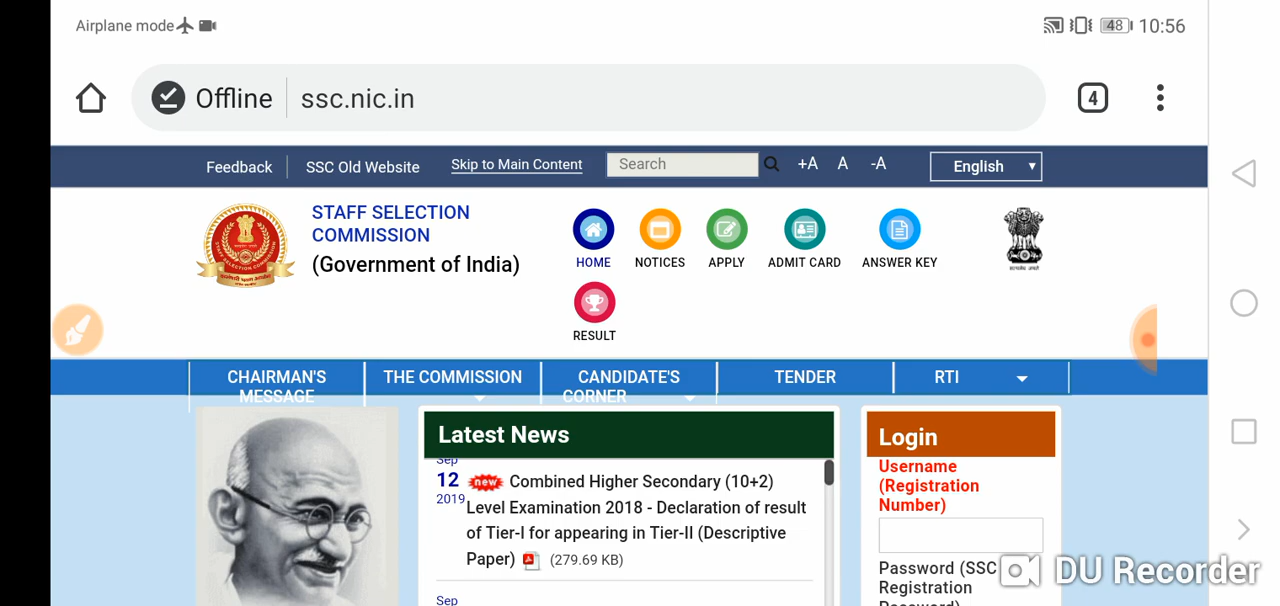 Airplane mode
48 10:56
Offline ssc.nic.in
4
Feedback SSC Old Website Skip to Main Content Search +A A -A English
STAFF SELECTION
COMMISSION
(Government of India)
HOME NOTICES APPLY ADMIT CARD ANSWER KEY
RESULT
CHAIRMAN'S
MESSAGE
THE COMMISSION
CANDIDATE'S
CORNER
TENDER
RTI
Latest News
Sep
12
2019
new Combined Higher Secondary (10+2)
Level Examination 2018 - Declaration of result
of Tier-I for appearing in Tier-II (Descriptive
Paper) (279.69 KB)
Sep
Login
Username
(Registration
Number)
Password (SSC
Registration
Password)
DU Recorder